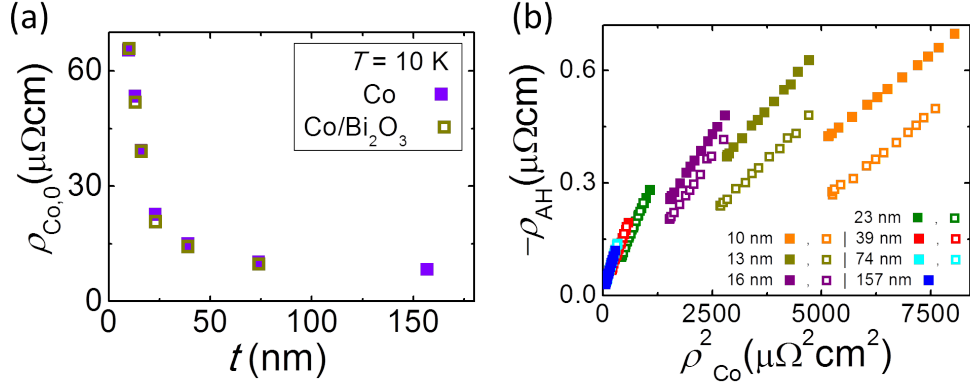 (a)
(b)
T = 10 K
Co
Co/Bi₂O₃
60
30
0
ρCo,0(μΩcm)
0 50 100 150
t (nm)
0.6
0.3
0.0
−ρAH(μΩcm)
23 nm ,
10 nm , | 39 nm ,
13 nm , | 74 nm ,
16 nm , | 157 nm
0 2500 5000 7500
ρ²Co(μΩ²cm²)